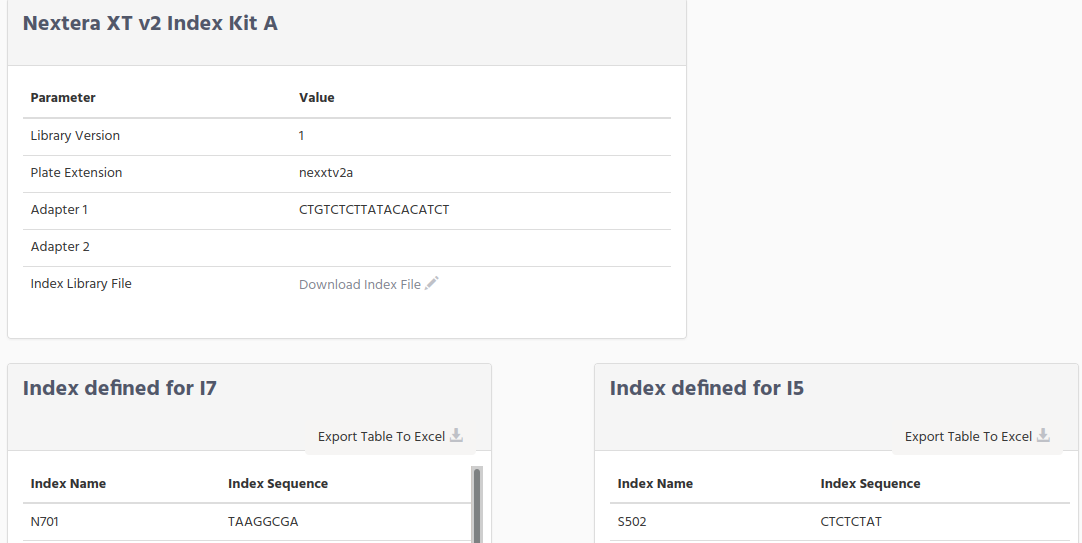 Nextera XT v2 Index Kit A
Parameter Value
Library Version 1
Plate Extension nexxtv2a
Adapter 1 CTGTCTCTTATACACATCT
Adapter 2
Index Library File Download Index File
Index defined for I7
Export Table To Excel
Index Name Index Sequence
N701 TAAGGCGA
Index defined for I5
Export Table To Excel
Index Name Index Sequence
S502 CTCTCTAT